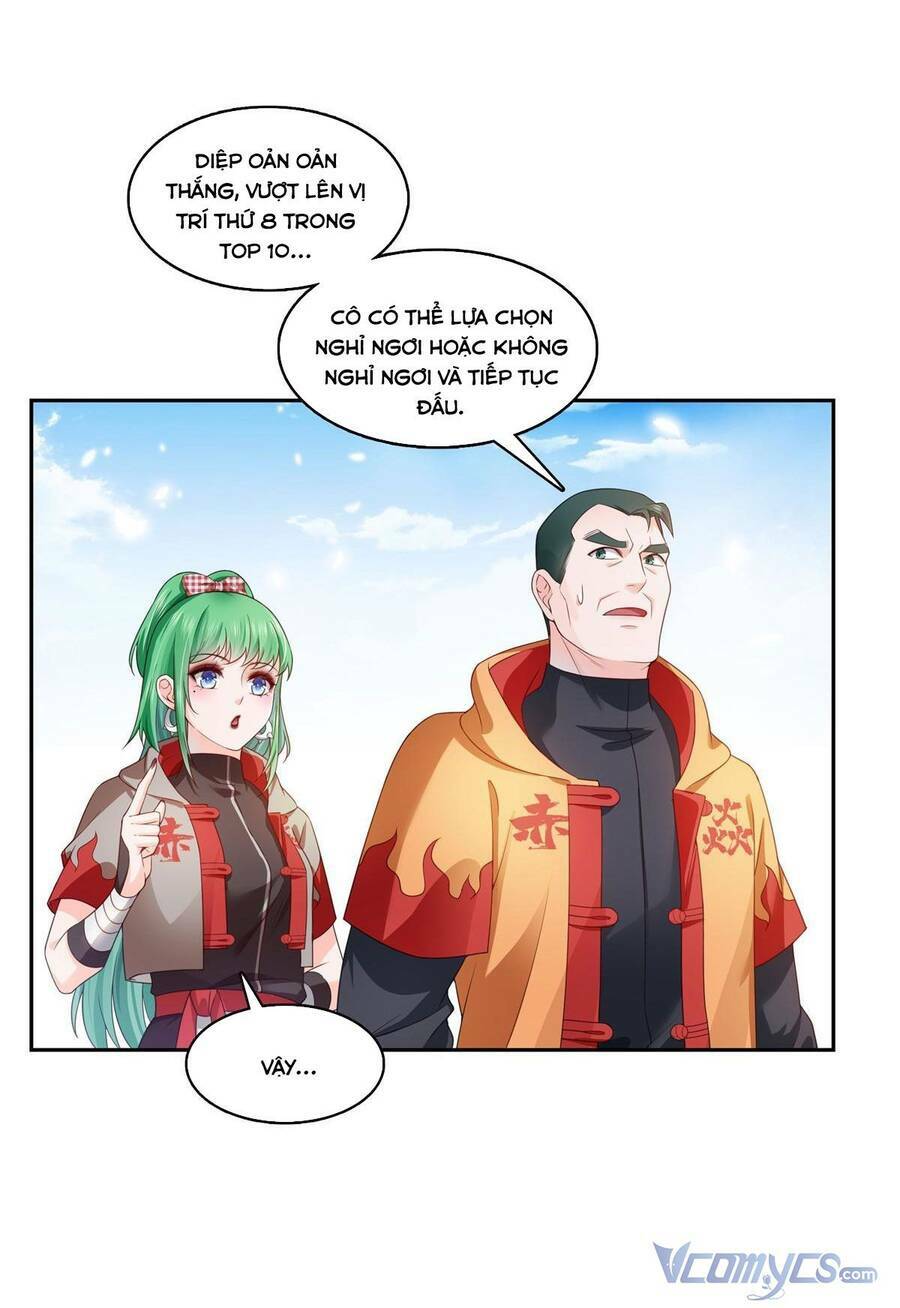 DIỆP OẢN OẢN
THẮNG, VƯỢT LÊN VỊ
TRÍ THỨ 8 TRONG
TOP 10...
CÔ CÓ THỂ LỰA CHỌN
NGHỈ NGƠI HOẶC KHÔNG
NGHỈ NGƠI VÀ TIẾP TỤC
ĐẤU.
赤
赤
焱
VẬY...
Vcomycs.com